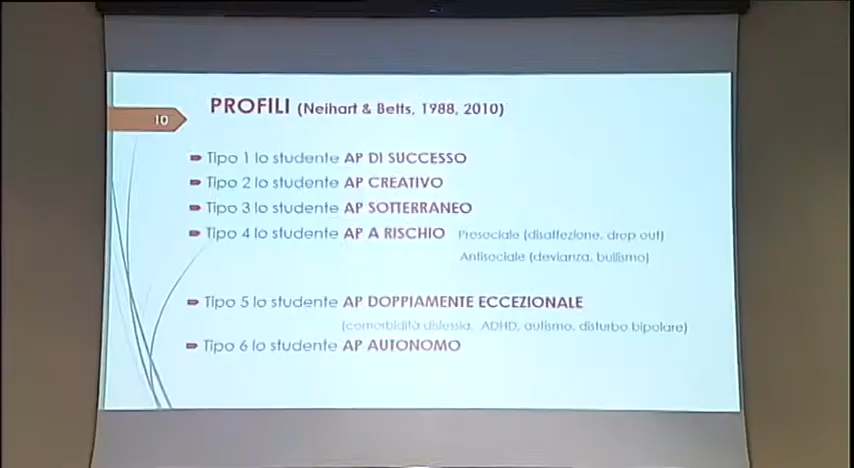 10
PROFILI (Neihart & Betts, 1988, 2010)
Tipo 1 lo studente AP DI SUCCESSO
Tipo 2 lo studente AP CREATIVO
Tipo 3 lo studente AP SOTTERRANEO
Tipo 4 lo studente AP A RISCHIO Prosociale (disaffezione, drop out)
Antisociale (devianza, bullismo)
Tipo 5 lo studente AP DOPPIAMENTE ECCEZIONALE
(comorbidità dislessia, ADHD, autismo, disturbo bipolare)
Tipo 6 lo studente AP AUTONOMO